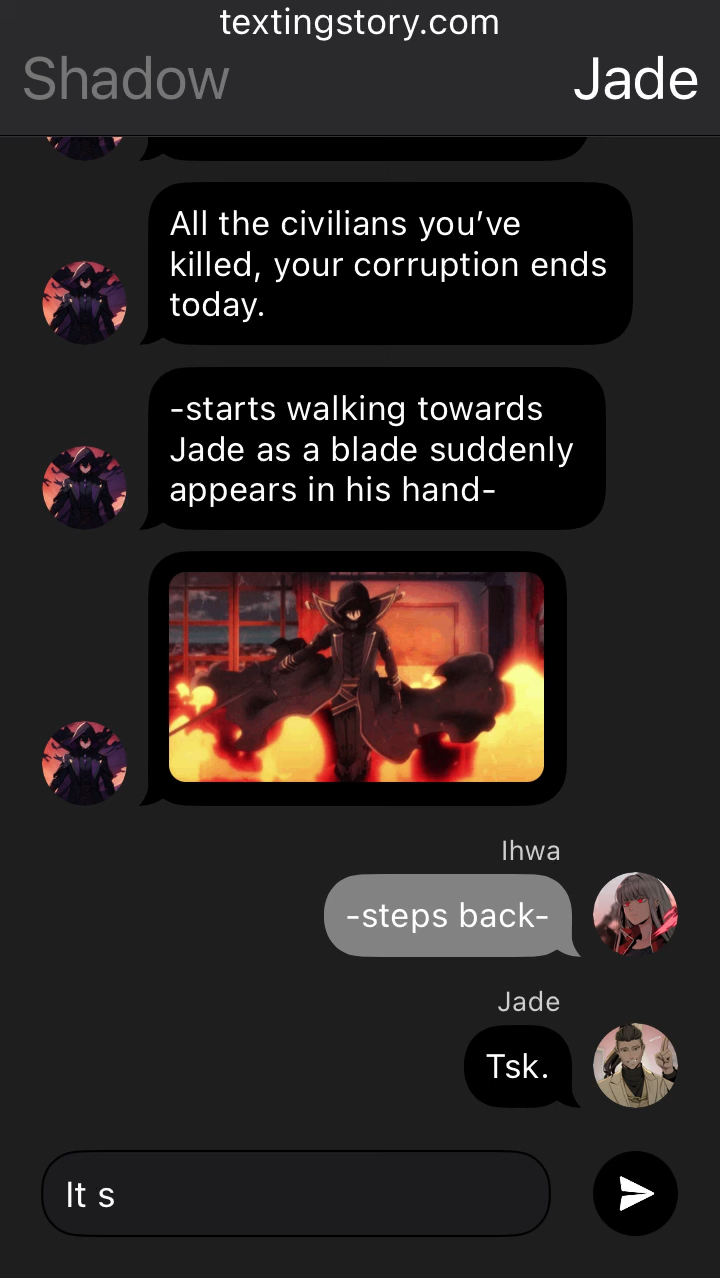 textingstory.com
Shadow Jade
All the civilians you’ve
killed, your corruption ends
today.
-starts walking towards
Jade as a blade suddenly
appears in his hand-
Ihwa
-steps back-
Jade
Tsk.
It s